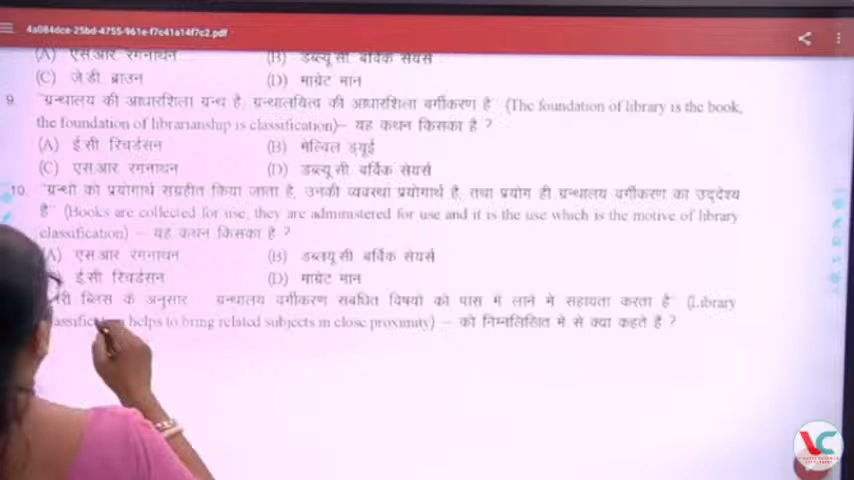 4a084dce-25bd-4755-961e-f7c41a14f7c2.pdf
(A) एस.आर रंगनाथन (B) डब्ल्यू सी बर्विक सेयर्स
(C) जे.डी ब्राउन (D) माग्रेट मान
9. "ग्रन्थालय की आधारशिला ग्रन्थ है, ग्रन्थालयित्व की आधारशिला वर्गीकरण है" (The foundation of library is the book,
the foundation of librarianship is classification)– यह कथन किसका है ?
(A) ई.सी रिचर्डसन (B) मेल्विल ड्यूई
(C) एस.आर रंगनाथन (D) डब्ल्यू.सी. बर्विक सेयर्स
10. "ग्रन्थों को प्रयोगार्थ संग्रहीत किया जाता है, उनकी व्यवस्था प्रयोगार्थ है, तथा प्रयोग ही ग्रन्थालय वर्गीकरण का उद्देश्य
है" (Books are collected for use, they are administered for use and it is the use which is the motive of library
classification) – यह कथन किसका है ?
A) एस.आर रंगनाथन (B) डब्ल्यू.सी बर्विक सेयर्स
ई.सी रिचर्डसन (D) माग्रेट मान
री ब्लिस के अनुसार ग्रन्थालय वर्गीकरण संबंधित विषयों को पास में लाने में सहायता करता है" (Library
helps to bring related subjects in close proximity) – को निम्नलिखित में से क्या कहते हैं ?
VC